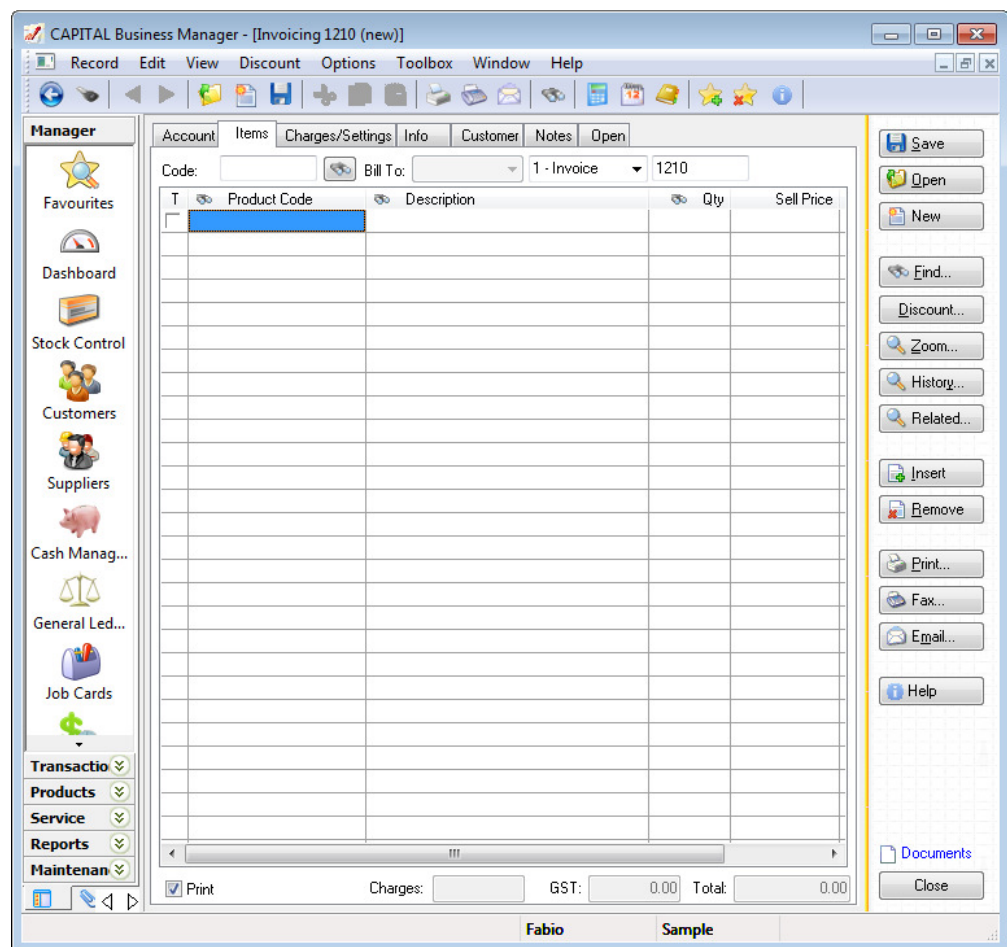 CAPITAL Business Manager - [Invoicing 1210 (new)]
Record Edit View Discount Options Toolbox Window Help
12
Manager
Favourites
Dashboard
Stock Control
Customers
Suppliers
Cash Manag...
General Led...
Job Cards
Transactio
Products
Service
Reports
Maintenan
Account Items Charges/Settings Info Customer Notes Open
Code: Bill To: 1 - Invoice 1210
T Product Code Description Qty Sell Price
Print Charges: GST: 0.00 Total: 0.00
Save
Open
New
Find...
Discount...
Zoom...
History...
Related...
Insert
Remove
Print...
Fax...
Email...
Help
Documents
Close
Fabio Sample